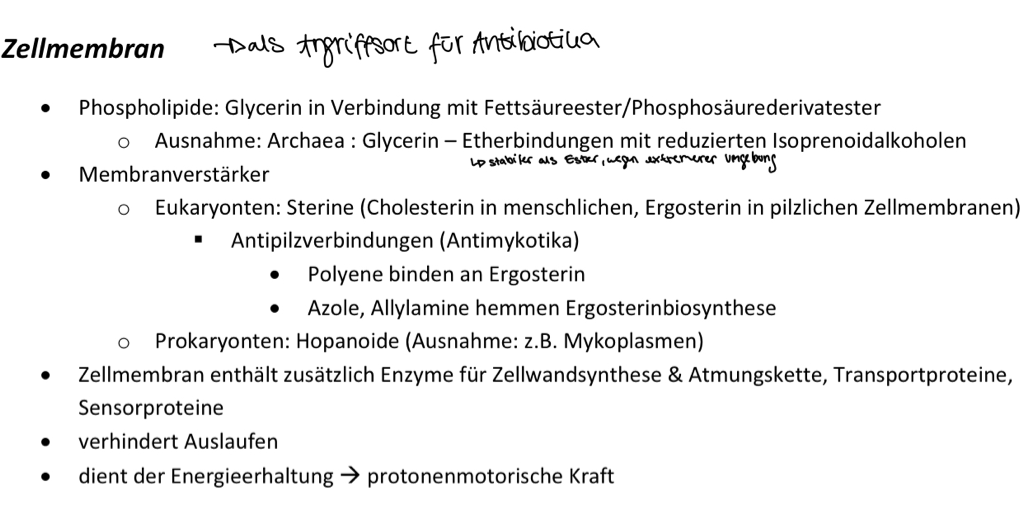 Zellmembran → als Angriffsort für Antibiotika
• Phospholipide: Glycerin in Verbindung mit Fettsäureester/Phosphosäurederivatester
o Ausnahme: Archaea : Glycerin – Etherbindungen mit reduzierten Isoprenoidalkoholen
↳ stabiler als Ester, wegen extremerer Umgebung
• Membranverstärker
o Eukaryonten: Sterine (Cholesterin in menschlichen, Ergosterin in pilzlichen Zellmembranen)
▪ Antipilzverbindungen (Antimykotika)
• Polyene binden an Ergosterin
• Azole, Allylamine hemmen Ergosterinbiosynthese
o Prokaryonten: Hopanoide (Ausnahme: z.B. Mykoplasmen)
• Zellmembran enthält zusätzlich Enzyme für Zellwandsynthese & Atmungskette, Transportproteine,
Sensorproteine
• verhindert Auslaufen
• dient der Energieerhaltung → protonenmotorische Kraft